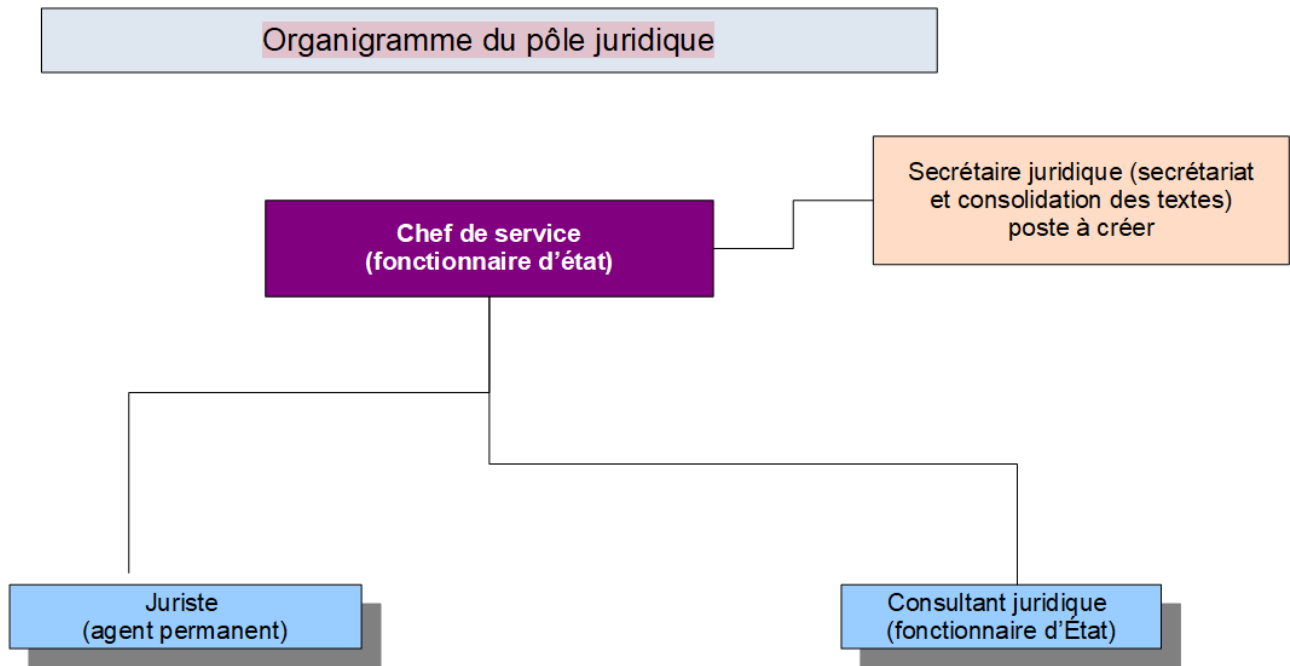 Organigramme du pôle juridique
Secrétaire juridique (secrétariat
et consolidation des textes)
poste à créer
Chef de service
(fonctionnaire d’état)
Juriste
(agent permanent)
Consultant juridique
(fonctionnaire d’État)